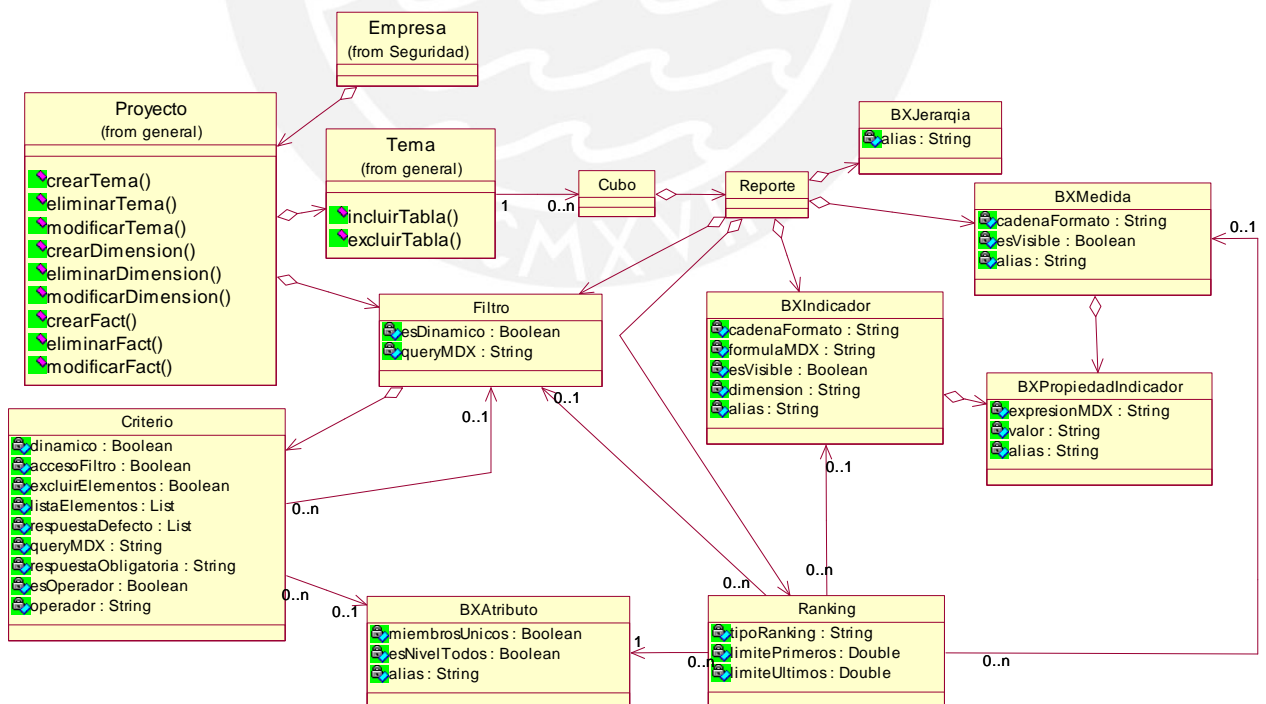 Empresa
(from Seguridad)
Proyecto
(from general)
crearTema()
eliminarTema()
modificarTema()
crearDimension()
eliminarDimension()
modificarDimension()
crearFact()
eliminarFact()
modificarFact()
Tema
(from general)
incluirTabla()
excluirTabla()
1
0..n
Cubo
Reporte
BXJerarqia
alias : String
BXMedida
cadenaFormato : String
esVisible : Boolean
alias : String
0..1
Filtro
esDinamico : Boolean
queryMDX : String
0..1
0..1
BXIndicador
cadenaFormato : String
formulaMDX : String
esVisible : Boolean
dimension : String
alias : String
0..1
BXPropiedadIndicador
expresionMDX : String
valor : String
alias : String
Criterio
dinamico : Boolean
accesoFiltro : Boolean
excluirElementos : Boolean
listaElementos : List
respuestaDefecto : List
queryMDX : String
respuestaObligatoria : String
esOperador : Boolean
operador : String
0..n
0..n
0..1
BXAtributo
miembrosUnicos : Boolean
esNivelTodos : Boolean
alias : String
1
0..n
0..n
0..n
Ranking
tipoRanking : String
limitePrimeros : Double
limiteUltimos : Double
0..n